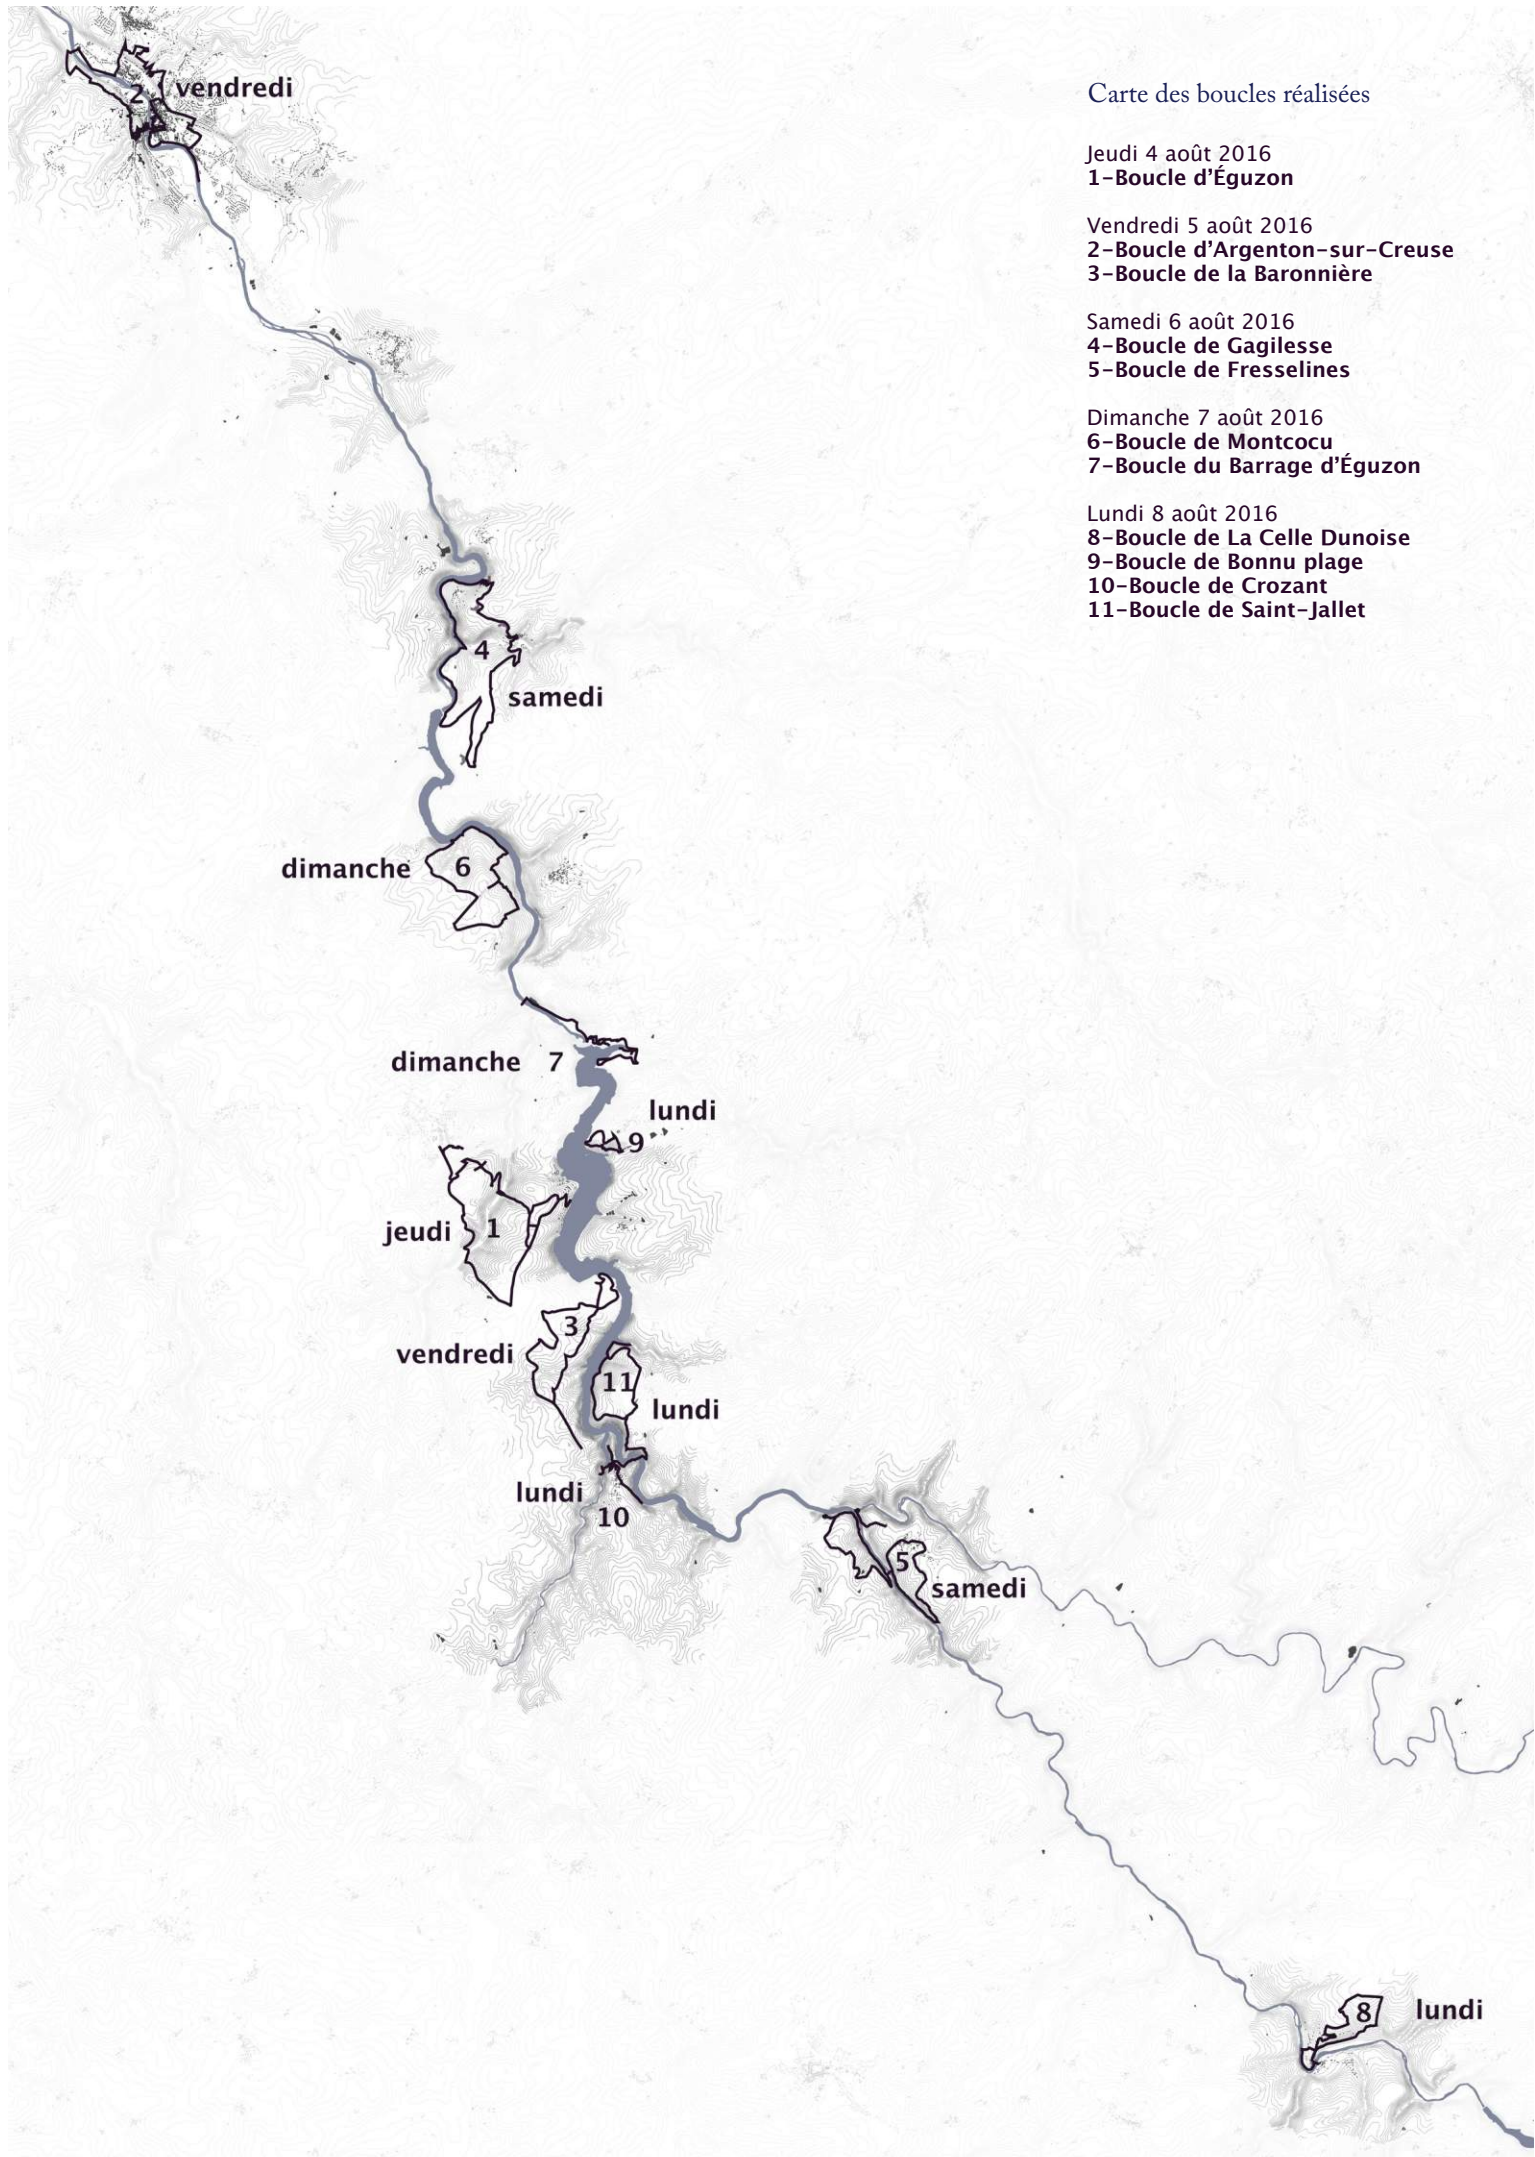 Carte des boucles réalisées
Jeudi 4 août 2016
1-Boucle d'Éguzon
Vendredi 5 août 2016
2-Boucle d'Argenton-sur-Creuse
3-Boucle de la Baronnière
Samedi 6 août 2016
4-Boucle de Gagilesse
5-Boucle de Fresselines
Dimanche 7 août 2016
6-Boucle de Montcocu
7-Boucle du Barrage d'Éguzon
Lundi 8 août 2016
8-Boucle de La Celle Dunoise
9-Boucle de Bonnu plage
10-Boucle de Crozant
11-Boucle de Saint-Jallet
2 vendredi
4
samedi
dimanche 6
dimanche 7
lundi
9
jeudi 1
3
vendredi
11
lundi
lundi
10
5
samedi
8 lundi